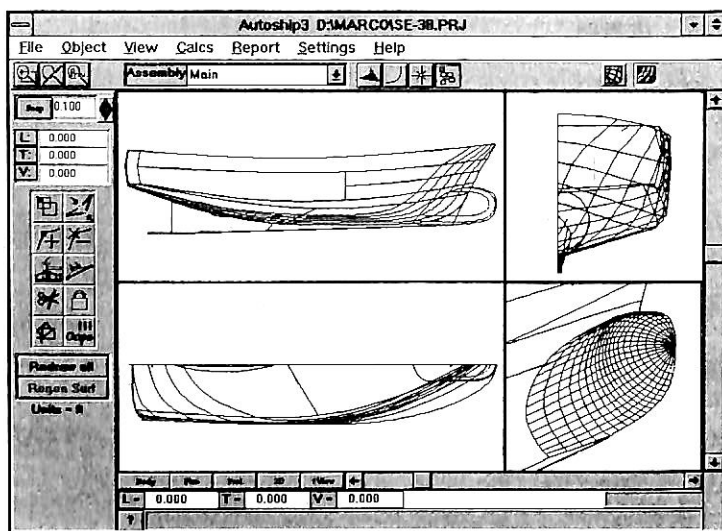 Autoship3 D:\MARCO\SE-38.PRJ
File Object View Calcs Report Settings Help
Assembly Main
Snap 0.100
L: 0.000
T: 0.000
V: 0.000
Redraw all
Regen Surf
Units = ft
Body Plan Prof. 3D 1View
L = 0.000 T = 0.000 V = 0.000
?